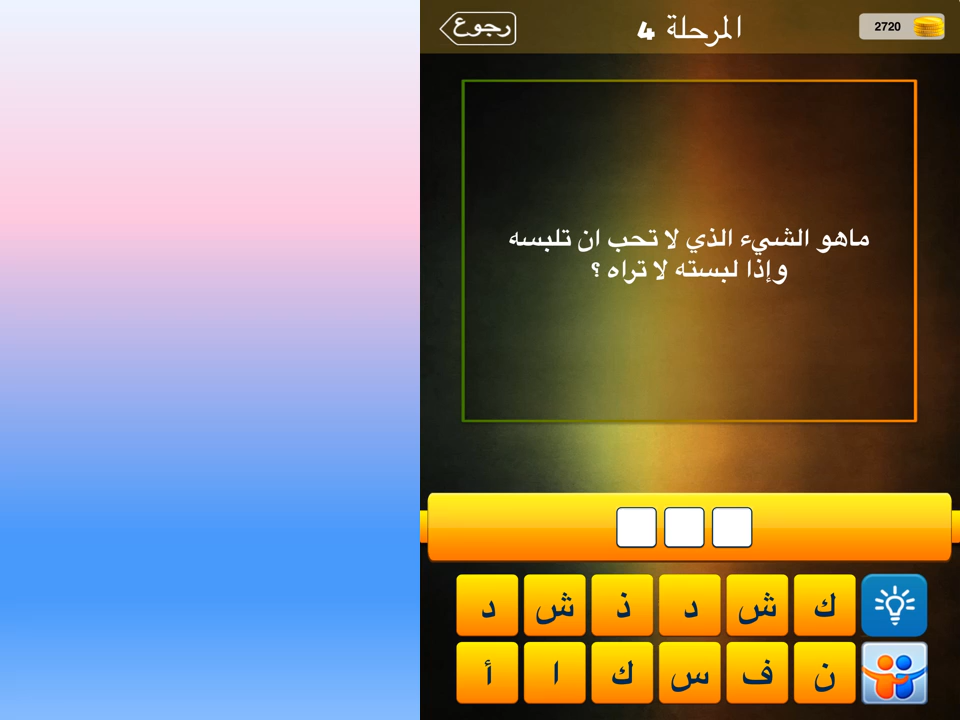 رجوع
المرحلة 4
2720
ماهو الشيء الذي لا تحب ان تلبسه
وإذا لبسته لا تراه ؟
ك ش د ذ ش د
ن ف س ك ا أ